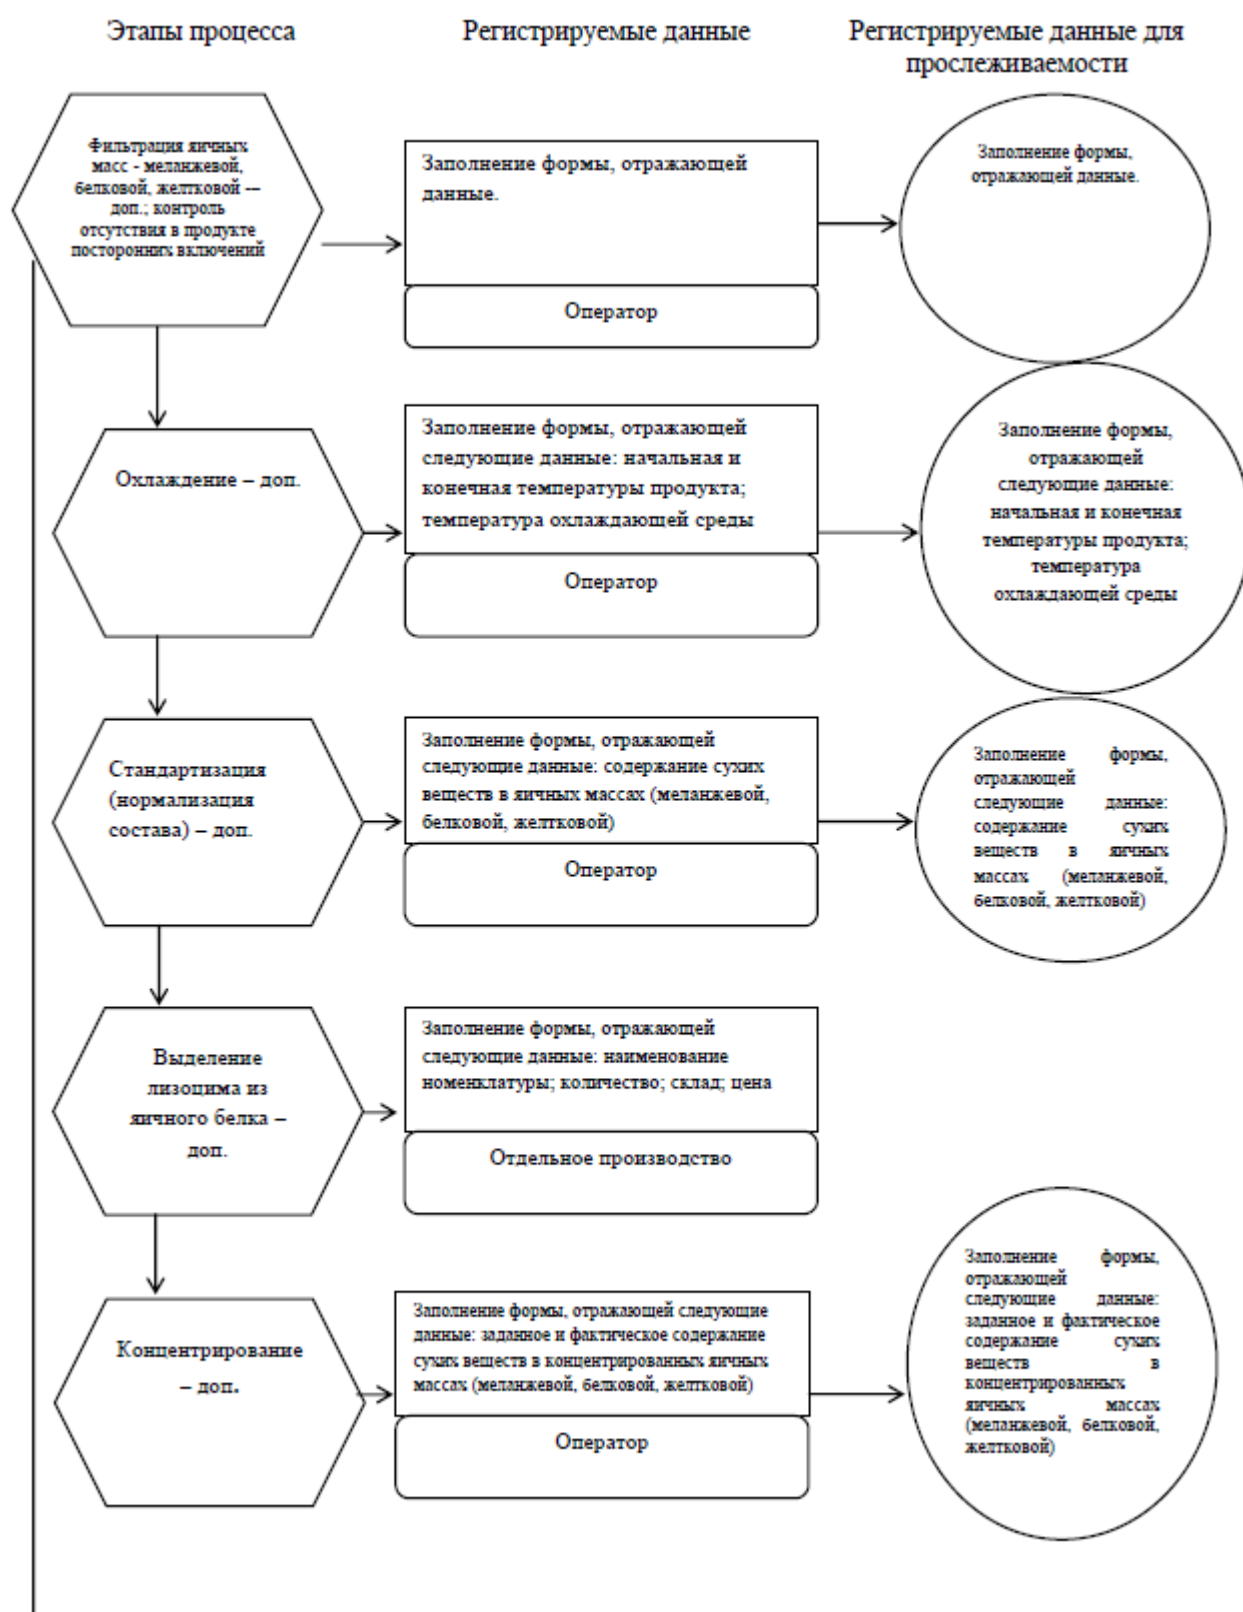 Этапы процесса
Регистрируемые данные
Регистрируемые данные для
прослеживаемости
Фильтрация яичных
масс - меланжевой,
белковой, желтковой —
доп.; контроль
отсутствия в продукте
посторонних включений
Заполнение формы, отражающей
данные.
Оператор
Заполнение формы,
отражающей данные.
Охлаждение – доп.
Заполнение формы, отражающей
следующие данные: начальная и
конечная температуры продукта;
температура охлаждающей среды
Оператор
Заполнение формы,
отражающей
следующие данные:
начальная и конечная
температуры продукта;
температура
охлаждающей среды
Стандартизация
(нормализация
состава) – доп.
Заполнение формы, отражающей
следующие данные: содержание сухих
веществ в яичных массах (меланжевой,
белковой, желтковой)
Оператор
Заполнение формы,
отражающей
следующие данные:
содержание сухих
веществ в яичных
массах (меланжевой,
белковой, желтковой)
Выделение
лизоцима из
яичного белка –
доп.
Заполнение формы, отражающей
следующие данные: наименование
номенклатуры; количество; склад; цена
Отдельное производство
Концентрирование
– доп.
Заполнение формы, отражающей следующие
данные: заданное и фактическое содержание
сухих веществ в концентрированных яичных
массах (меланжевой, белковой, желтковой)
Оператор
Заполнение формы,
отражающей
следующие данные:
заданное и фактическое
содержание сухих
веществ в
концентрированных
яичных массах
(меланжевой, белковой,
желтковой)